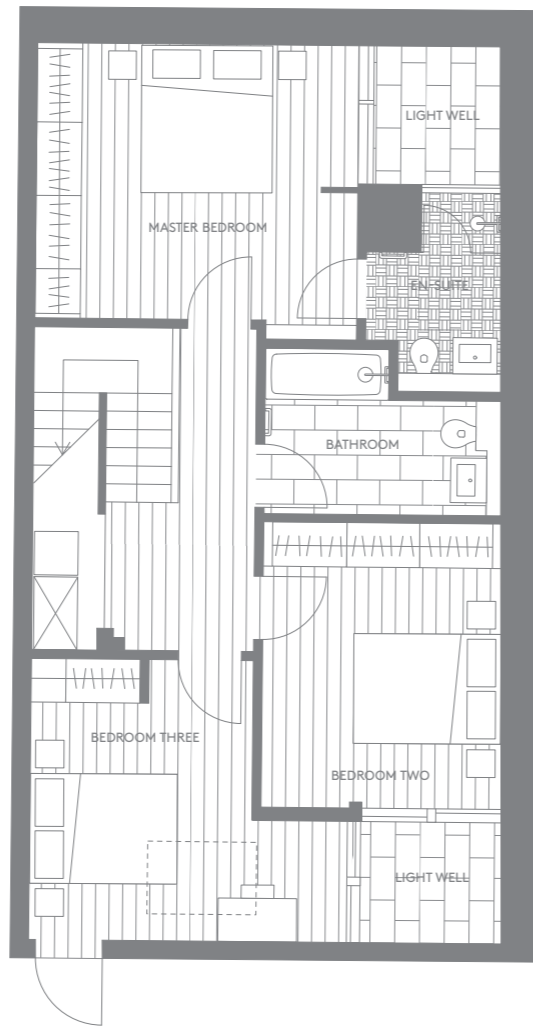 LIGHT WELL
MASTER BEDROOM
EN-SUITE
BATHROOM
BEDROOM THREE
BEDROOM TWO
LIGHT WELL